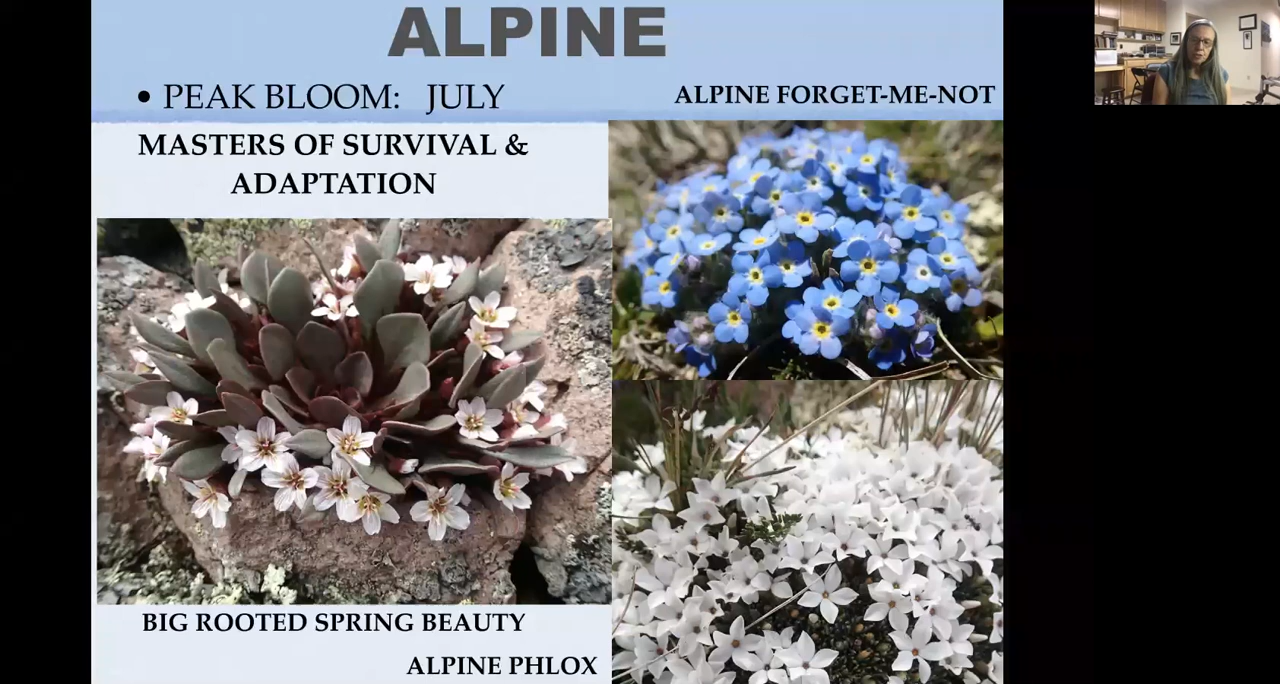 ALPINE
• PEAK BLOOM: JULY
ALPINE FORGET-ME-NOT
MASTERS OF SURVIVAL &
ADAPTATION
BIG ROOTED SPRING BEAUTY
ALPINE PHLOX